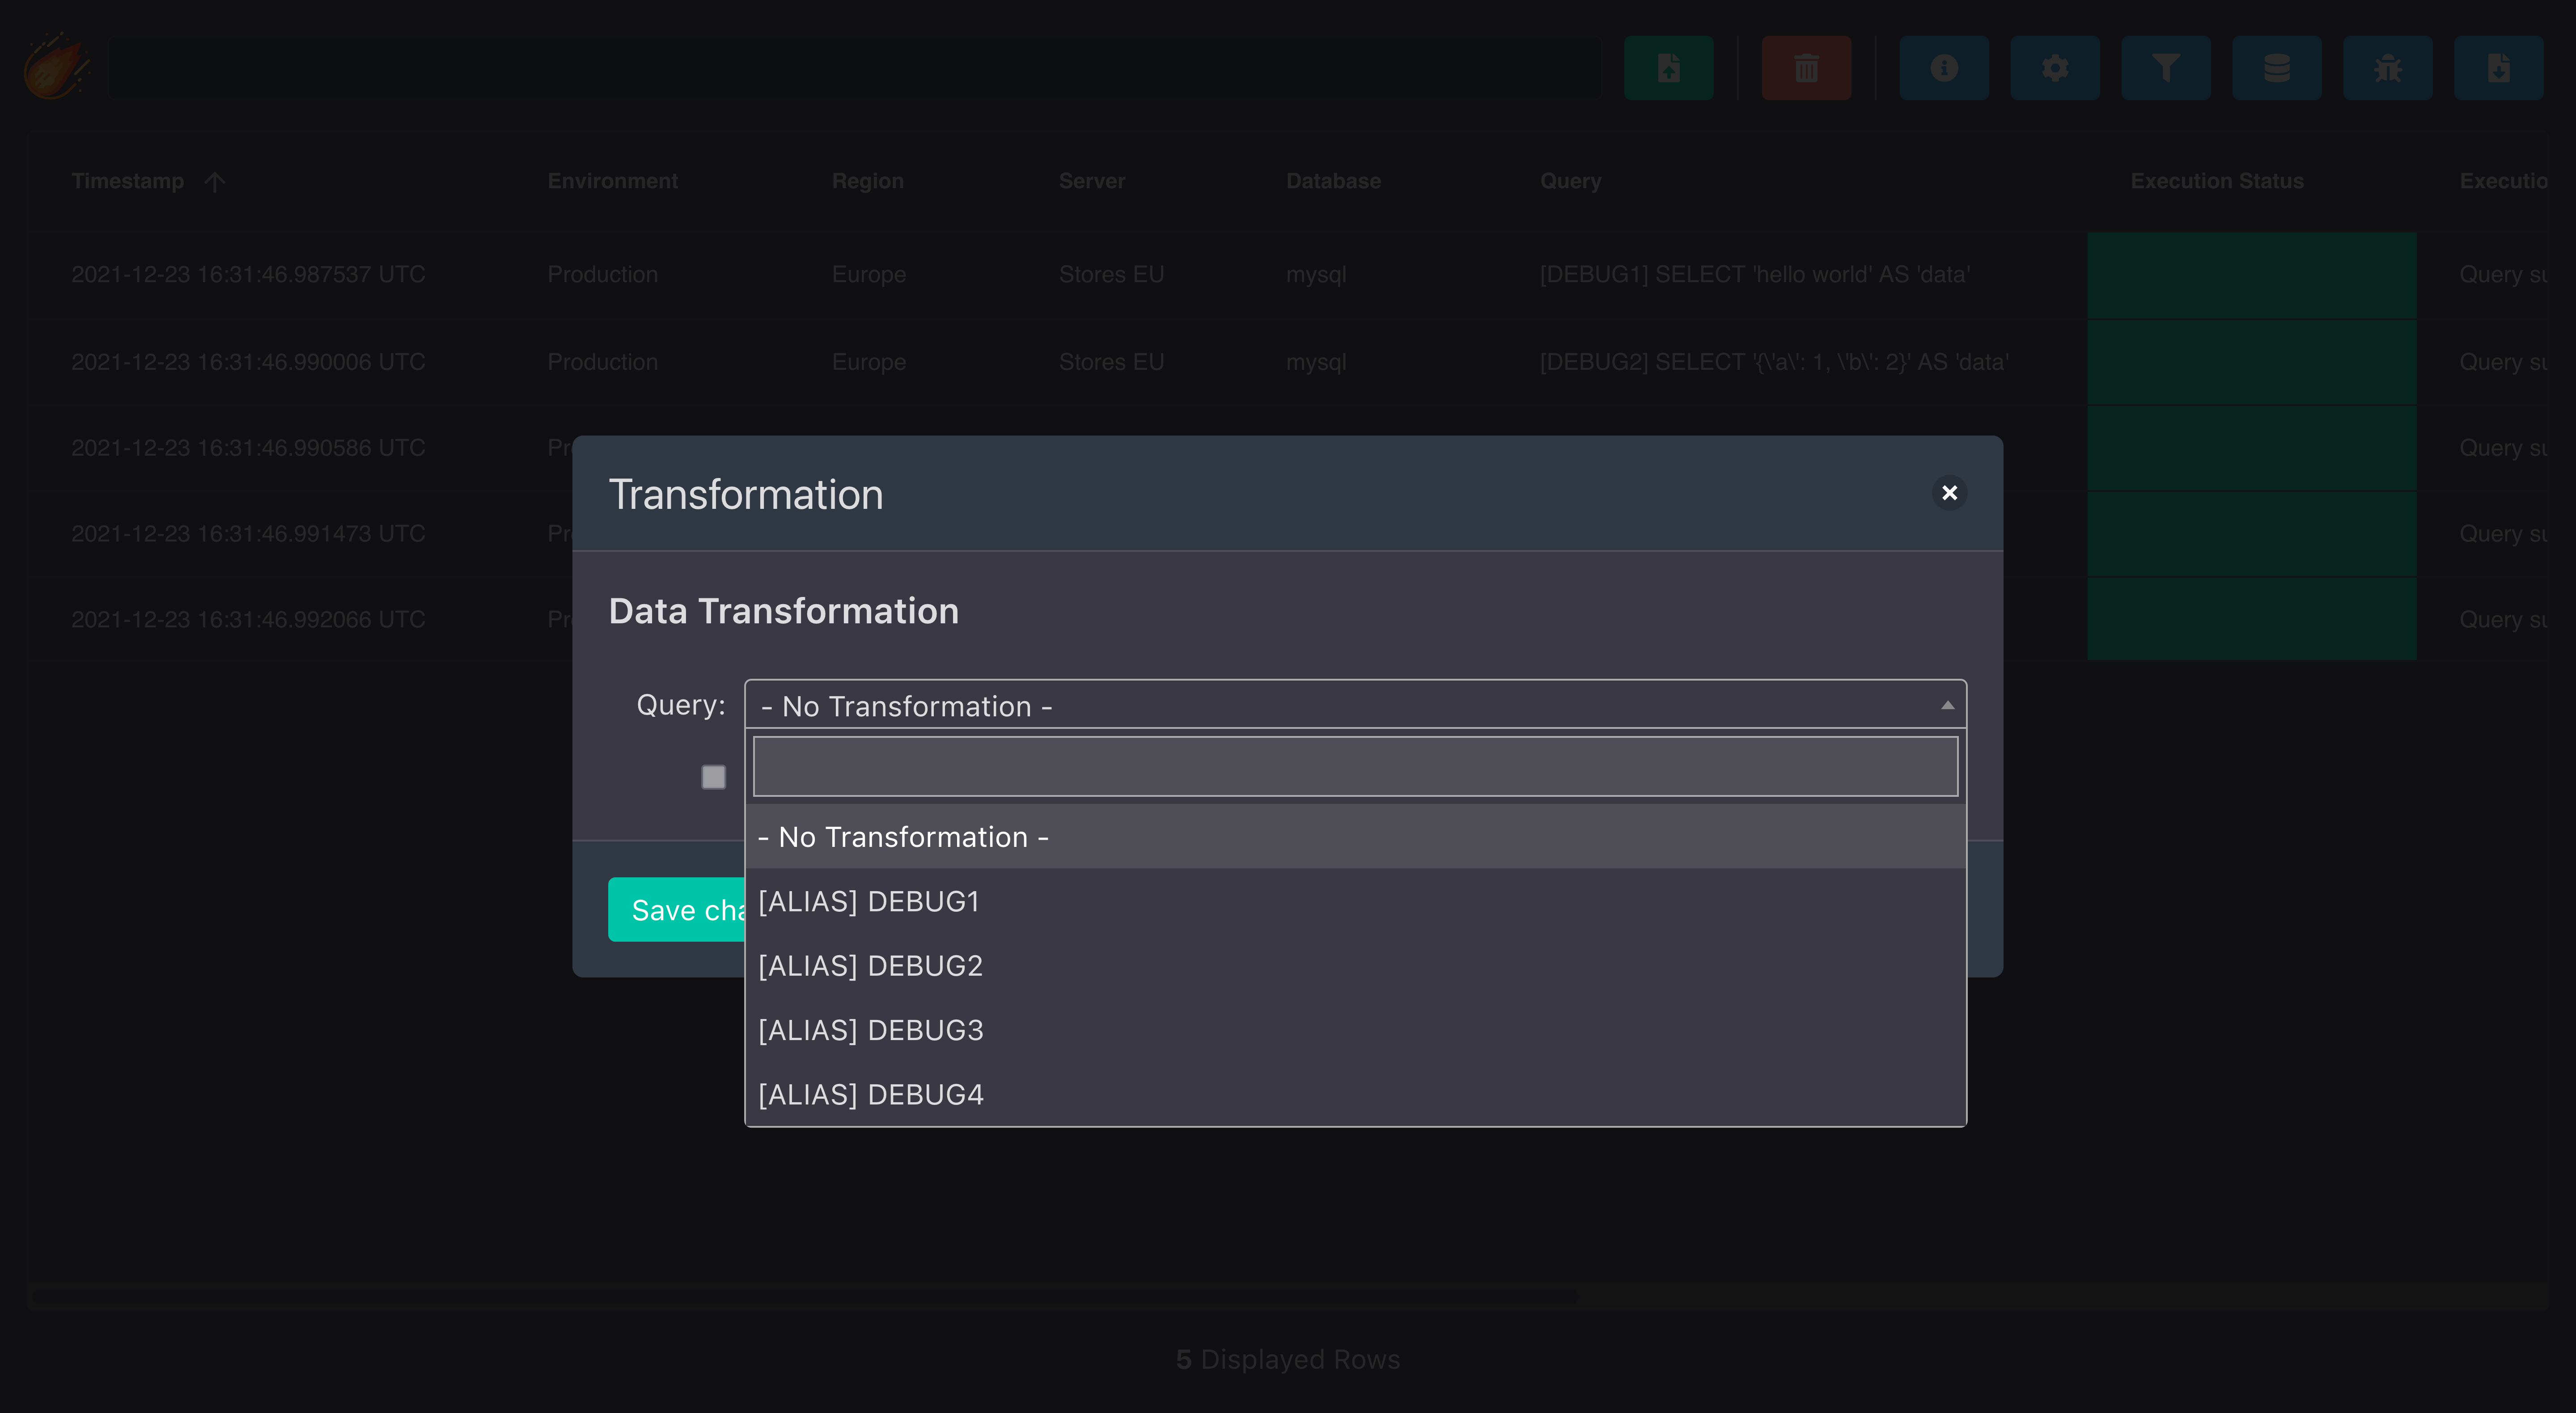 Timestamp Environment Region Server Database Query Execution Status Executio
2021-12-23 16:31:46.987537 UTC Production Europe Stores EU mysql [DEBUG1] SELECT 'hello world' AS 'data' Query su
2021-12-23 16:31:46.990006 UTC Production Europe Stores EU mysql [DEBUG2] SELECT '{\'a\': 1, \'b\': 2}' AS 'data' Query su
2021-12-23 16:31:46.990586 UTC Pr Query su
2021-12-23 16:31:46.991473 UTC Pr Query su
2021-12-23 16:31:46.992066 UTC Pr Query su
Transformation
Data Transformation
Query: - No Transformation -
- No Transformation -
[ALIAS] DEBUG1
[ALIAS] DEBUG2
[ALIAS] DEBUG3
[ALIAS] DEBUG4
Save cha
5 Displayed Rows